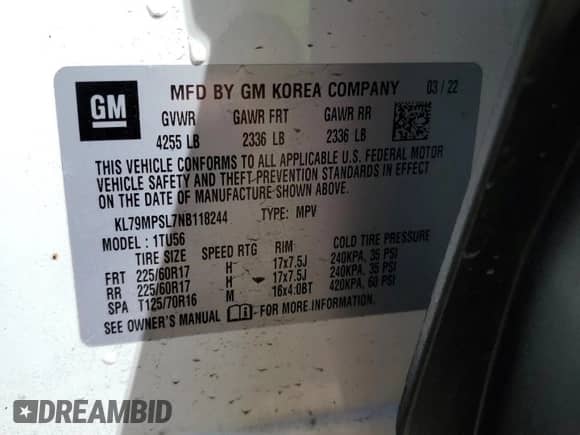 GM
MFD BY GM KOREA COMPANY 03 / 22
GVWR GAWR FRT GAWR RR
4255 LB 2336 LB 2336 LB
THIS VEHICLE CONFORMS TO ALL APPLICABLE U.S. FEDERAL MOTOR
VEHICLE SAFETY AND THEFT-PREVENTION STANDARDS IN EFFECT
ON THE DATE OF MANUFACTURE SHOWN ABOVE.
KL79MPSL7NB118244 TYPE: MPV
MODEL : 1TU56
TIRE SIZE SPEED RTG RIM COLD TIRE PRESSURE
FRT 225/60R17 H 17x7.5J 240KPA, 35 PSI
RR 225/60R17 H 17x7.5J 240KPA, 35 PSI
SPA T125/70R16 M 16x4.0BT 420KPA, 60 PSI
SEE OWNER'S MANUAL FOR MORE INFORMATION.
DREAMBID